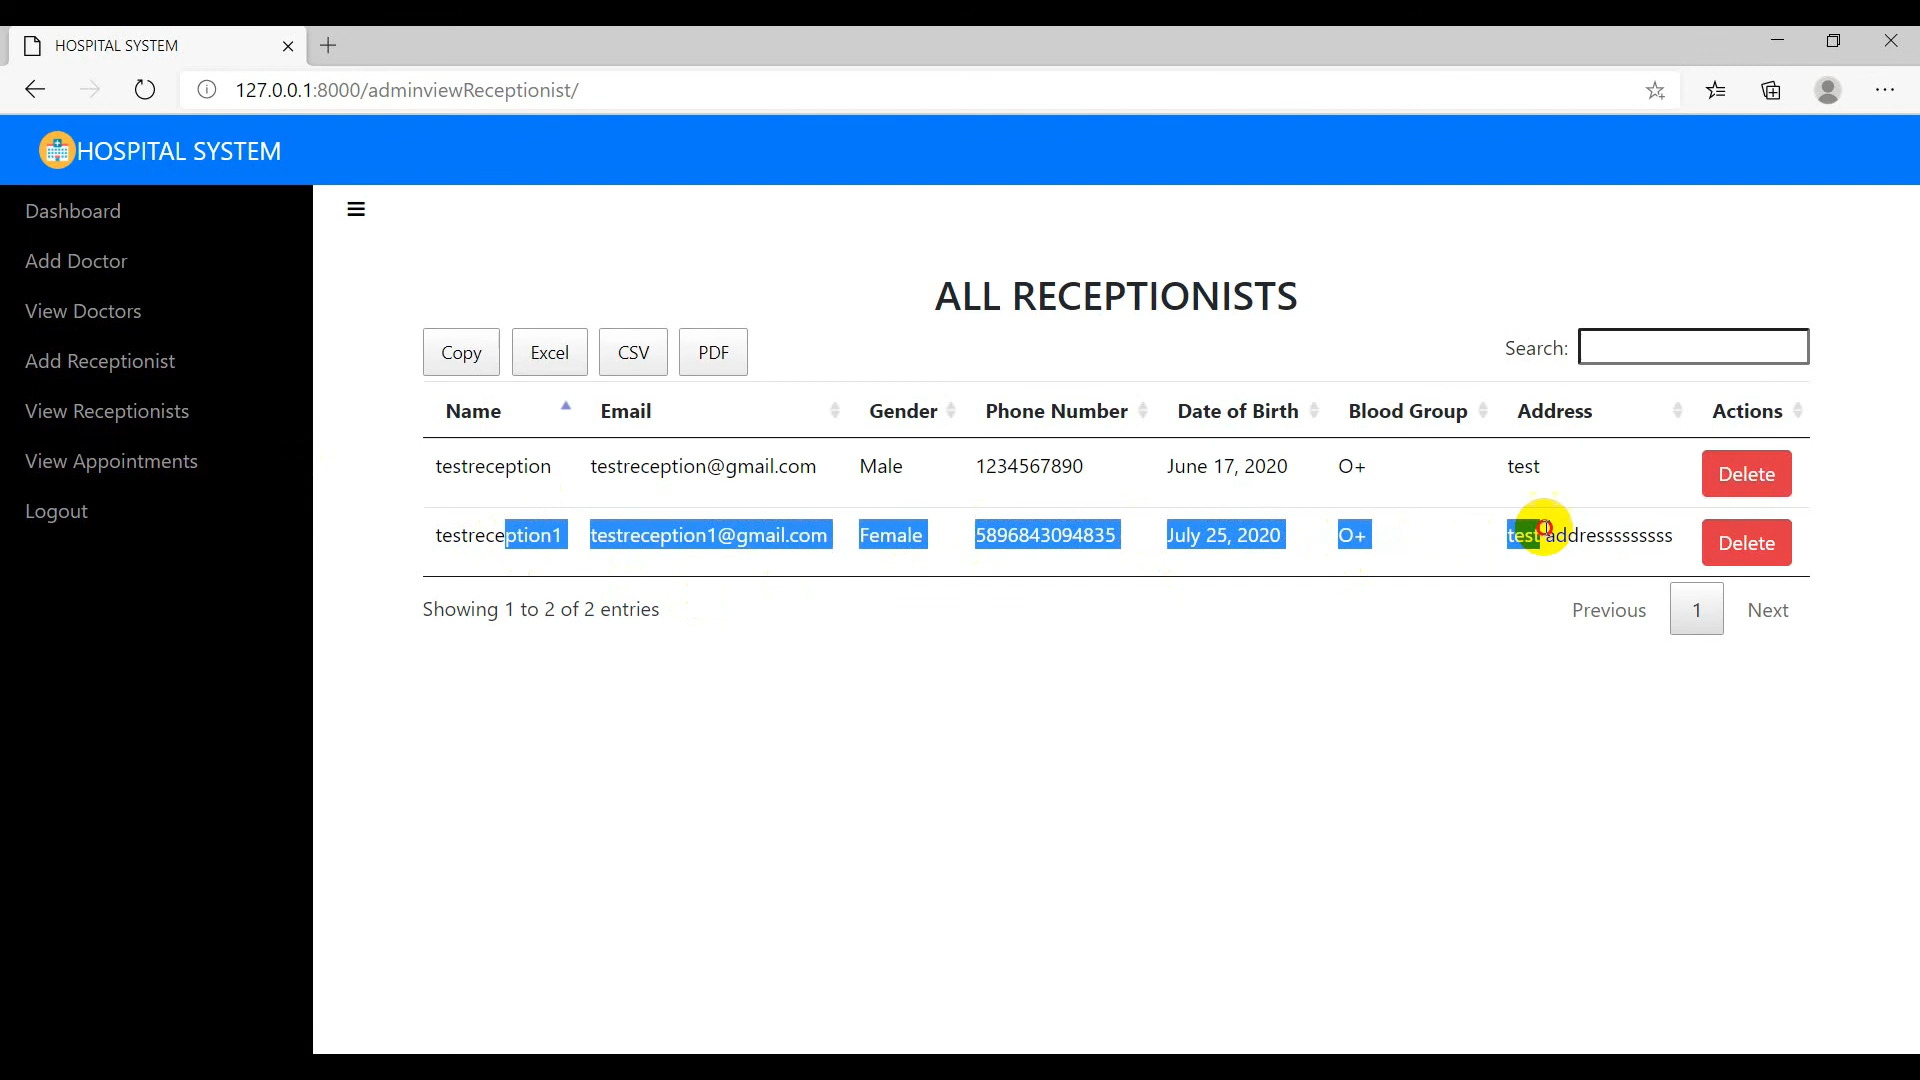 HOSPITAL SYSTEM
127.0.0.1:8000/adminviewReceptionist/
HOSPITAL SYSTEM
Dashboard
Add Doctor
View Doctors
Add Receptionist
View Receptionists
View Appointments
Logout
ALL RECEPTIONISTS
Copy Excel CSV PDF Search:
Name Email Gender Phone Number Date of Birth Blood Group Address Actions
testreception testreception@gmail.com Male 1234567890 June 17, 2020 O+ test Delete
testreception1 testreception1@gmail.com Female 5896843094835 July 25, 2020 O+ test addresssssssss Delete
Showing 1 to 2 of 2 entries Previous 1 Next